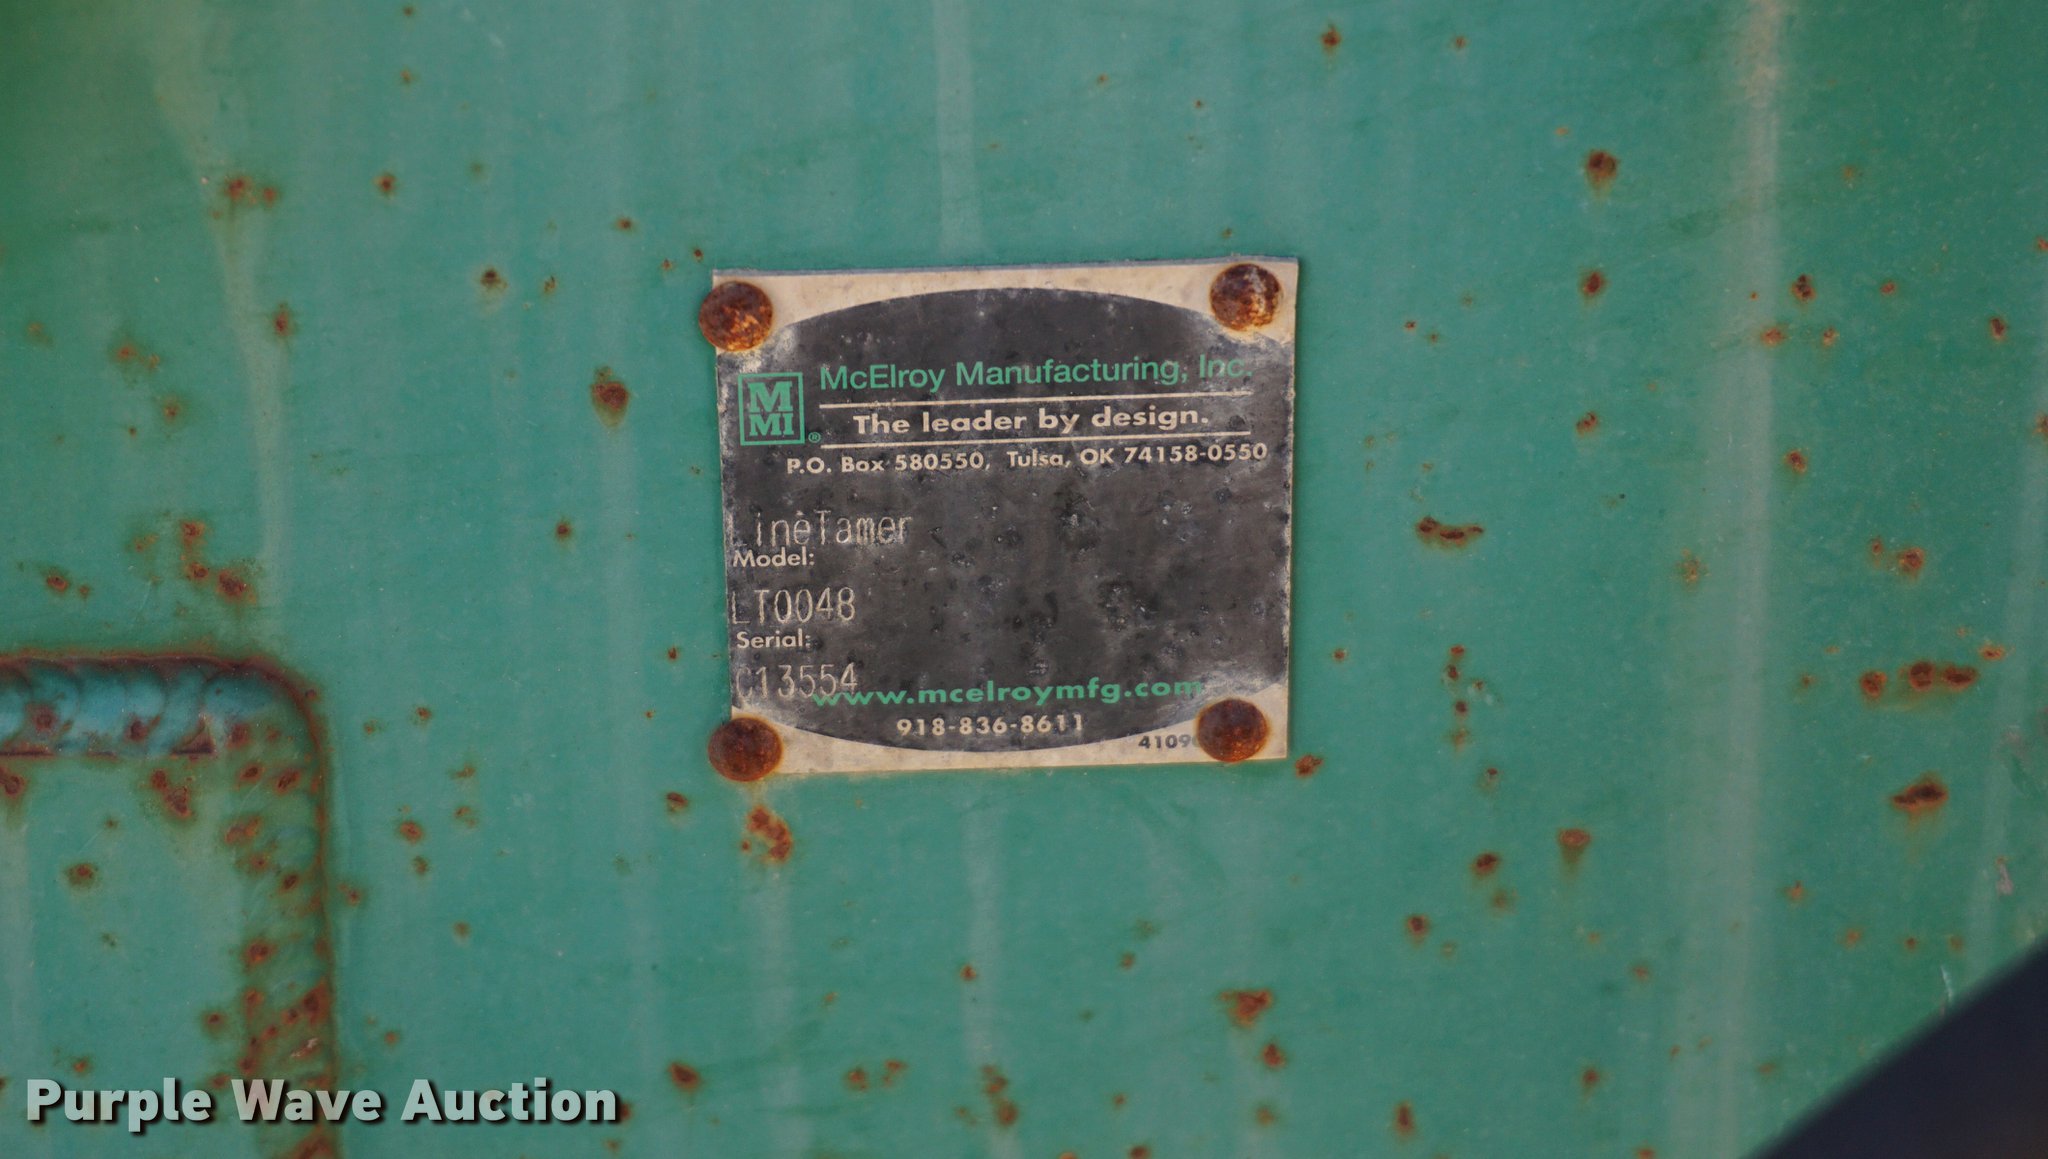 McElroy Manufacturing, Inc.
M
MI ®
The leader by design.
P.O. Box 580550, Tulsa, OK 74158-0550
LineTamer
Model:
LT0048
Serial:
C13554
www.mcelroymfg.com
918-836-8611
Purple Wave Auction